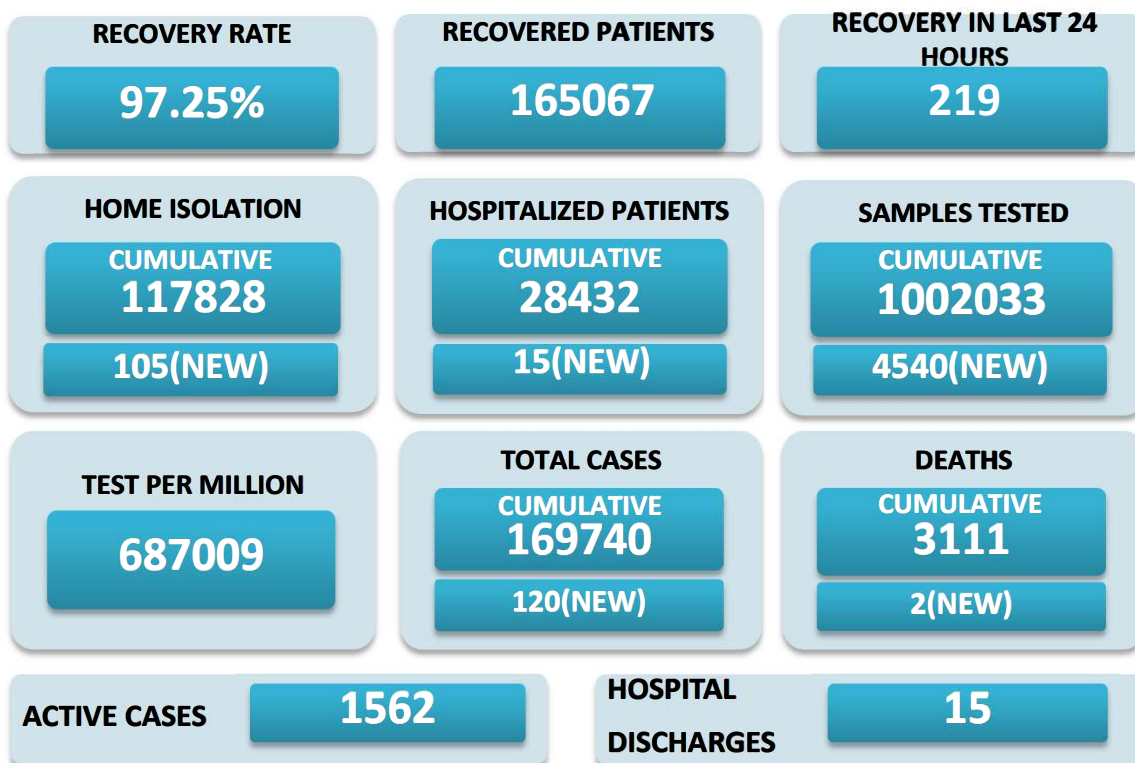 RECOVERY RATE
97.25%
RECOVERED PATIENTS
165067
RECOVERY IN LAST 24
HOURS
219
HOME ISOLATION
CUMULATIVE
117828
105(NEW)
HOSPITALIZED PATIENTS
CUMULATIVE
28432
15(NEW)
SAMPLES TESTED
CUMULATIVE
1002033
4540(NEW)
TEST PER MILLION
687009
TOTAL CASES
CUMULATIVE
169740
120(NEW)
DEATHS
CUMULATIVE
3111
2(NEW)
ACTIVE CASES
1562
HOSPITAL
DISCHARGES
15